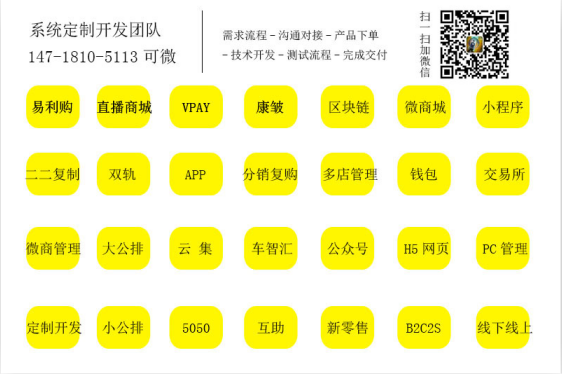 系统定制开发团队
147-1810-5113 可微
需求流程－沟通对接－产品下单
－技术开发－测试流程－完成交付
扫一扫加微信
易利购 直播商城 VPAY 康皱 区块链 微商城 小程序
二二复制 双轨 APP 分销复购 多店管理 钱包 交易所
微商管理 大公排 云 集 车智汇 公众号 H5 网页 PC 管理
定制开发 小公排 5050 互助 新零售 B2C2S 线下线上